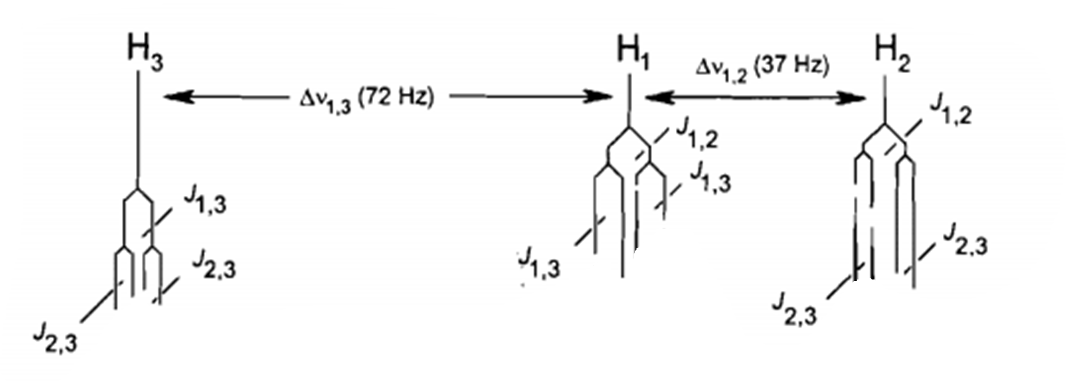 H₃
H₁
H₂
Δν₁,₃ (72 Hz)
Δν₁,₂ (37 Hz)
J₁,₂
J₁,₂
J₁,₃
J₁,₃
J₂,₃
J₁,₃
J₂,₃
J₂,₃
J₂,₃